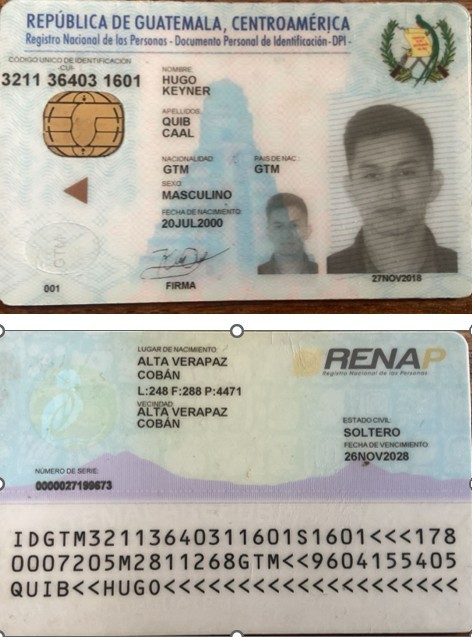 REPÚBLICA DE GUATEMALA, CENTROAMÉRICA
Registro Nacional de las Personas - Documento Personal de Identificación - DPI -
CÓDIGO ÚNICO DE IDENTIFICACIÓN
-CUI-
3211 36403 1601
NOMBRE
HUGO
KEYNER
APELLIDOS
QUIB
CAAL
NACIONALIDAD PAIS DE NAC.
GTM GTM
SEXO
MASCULINO
FECHA DE NACIMIENTO
20JUL2000
GTM
27NOV2018
001 FIRMA
LUGAR DE NACIMIENTO
ALTA VERAPAZ
COBÁN
L:248 F:288 P:4471
VECINDAD
ALTA VERAPAZ
COBÁN
RENAP
Registro Nacional de las Personas
ESTADO CIVIL
SOLTERO
FECHA DE VENCIMIENTO
26NOV2028
NÚMERO DE SERIE:
0000027199673
IDGTM32113640311601S1601<<<178
0007205M2811268GTM<<9604155405
QUIB<<HUGO<<<<<<<<<<<<<<<<<<<<